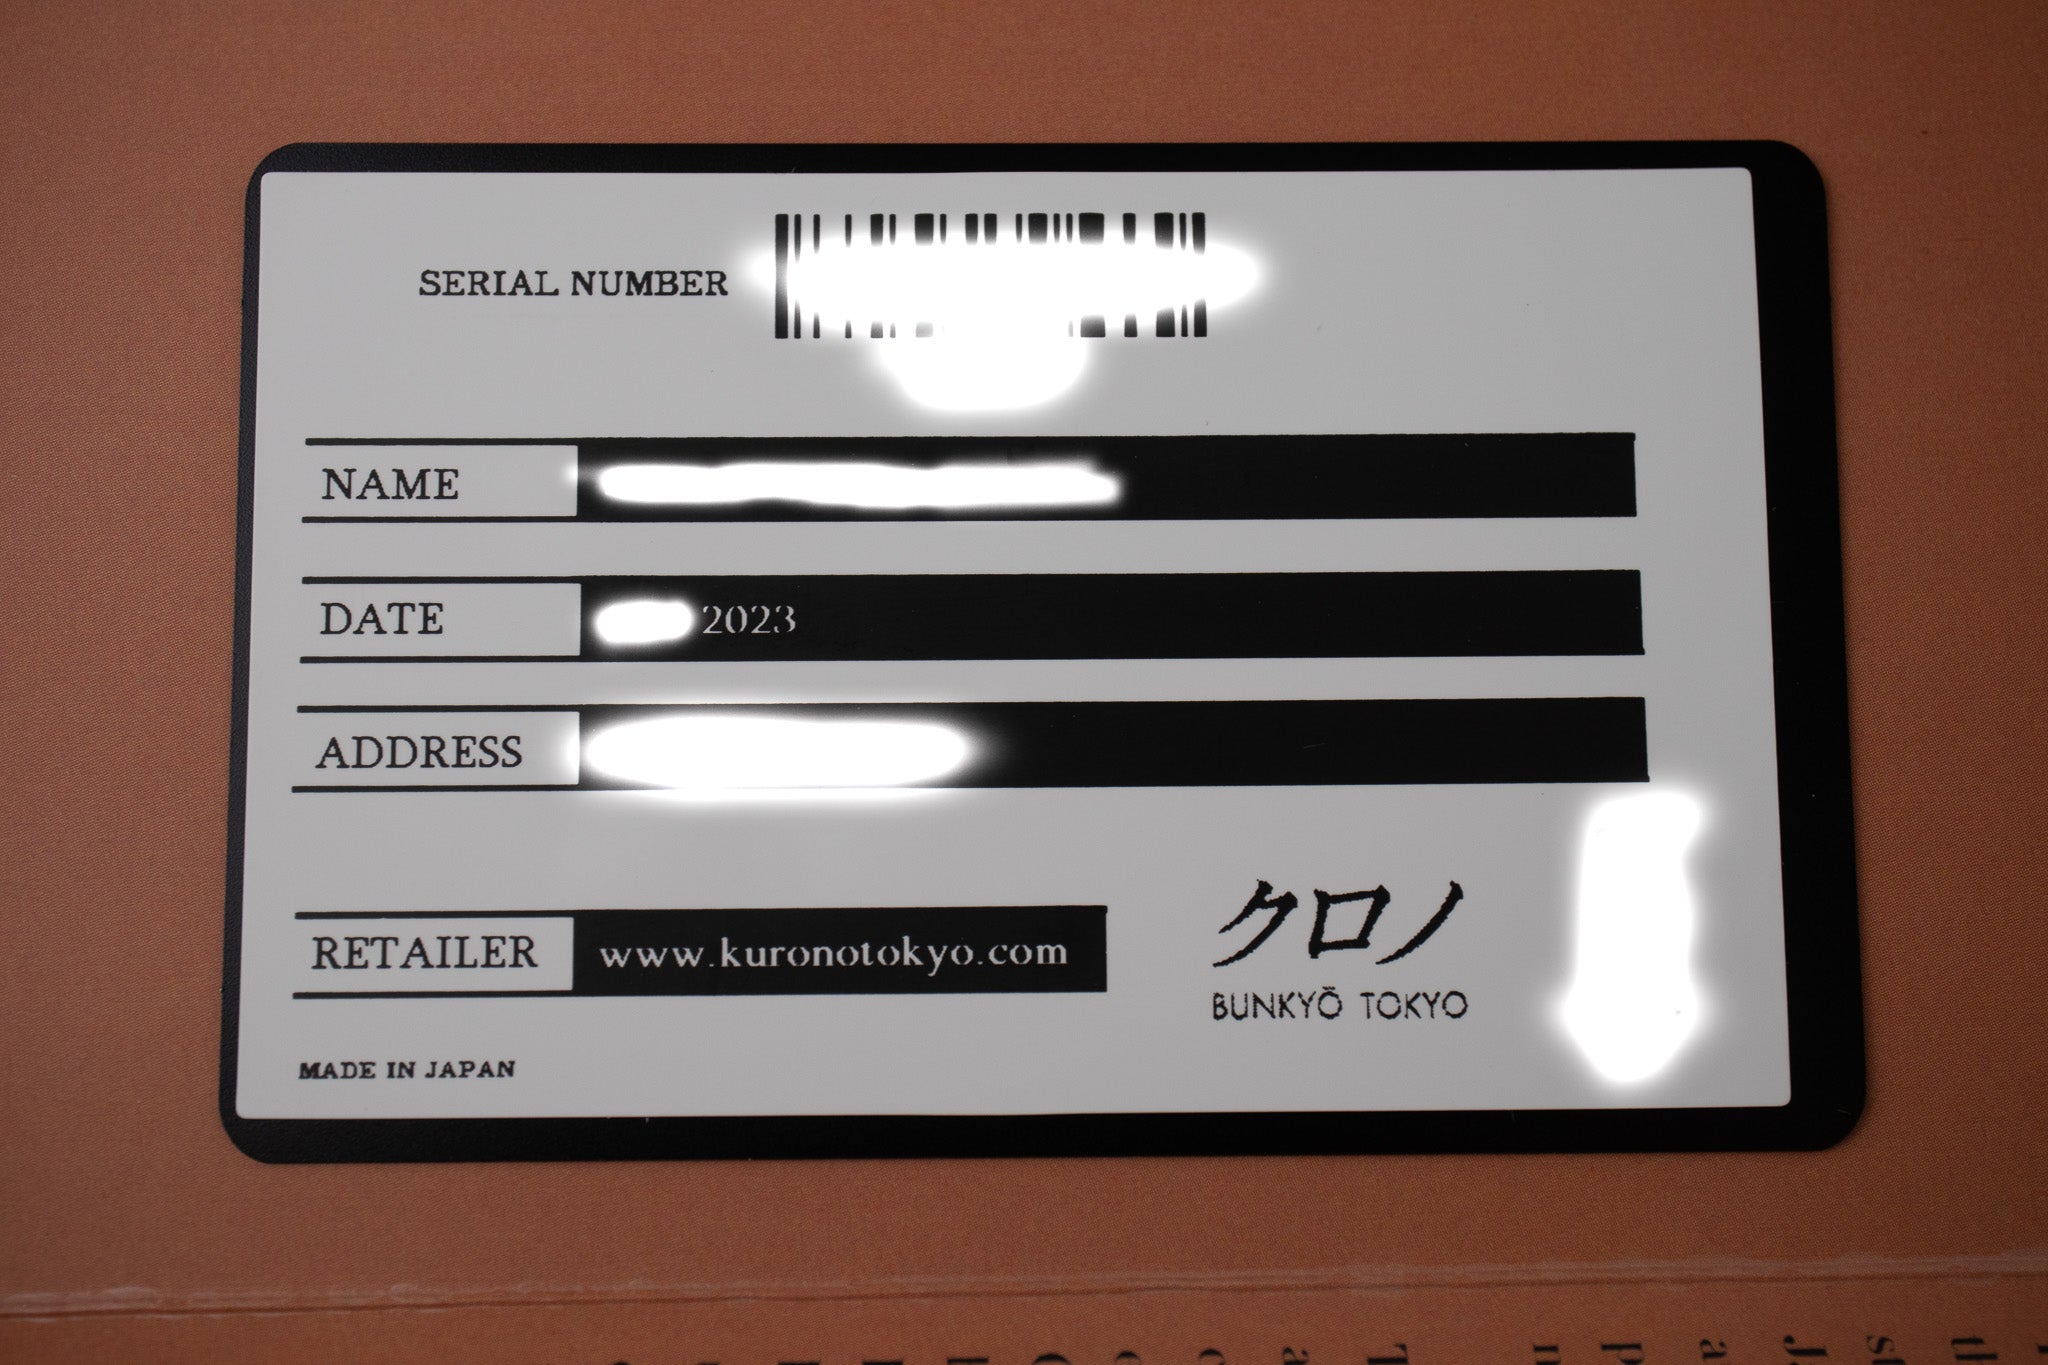 SERIAL NUMBER
NAME
DATE 2023
ADDRESS
RETAILER www.kuronotokyo.com
クロノ
BUNKYŌ TOKYO
MADE IN JAPAN